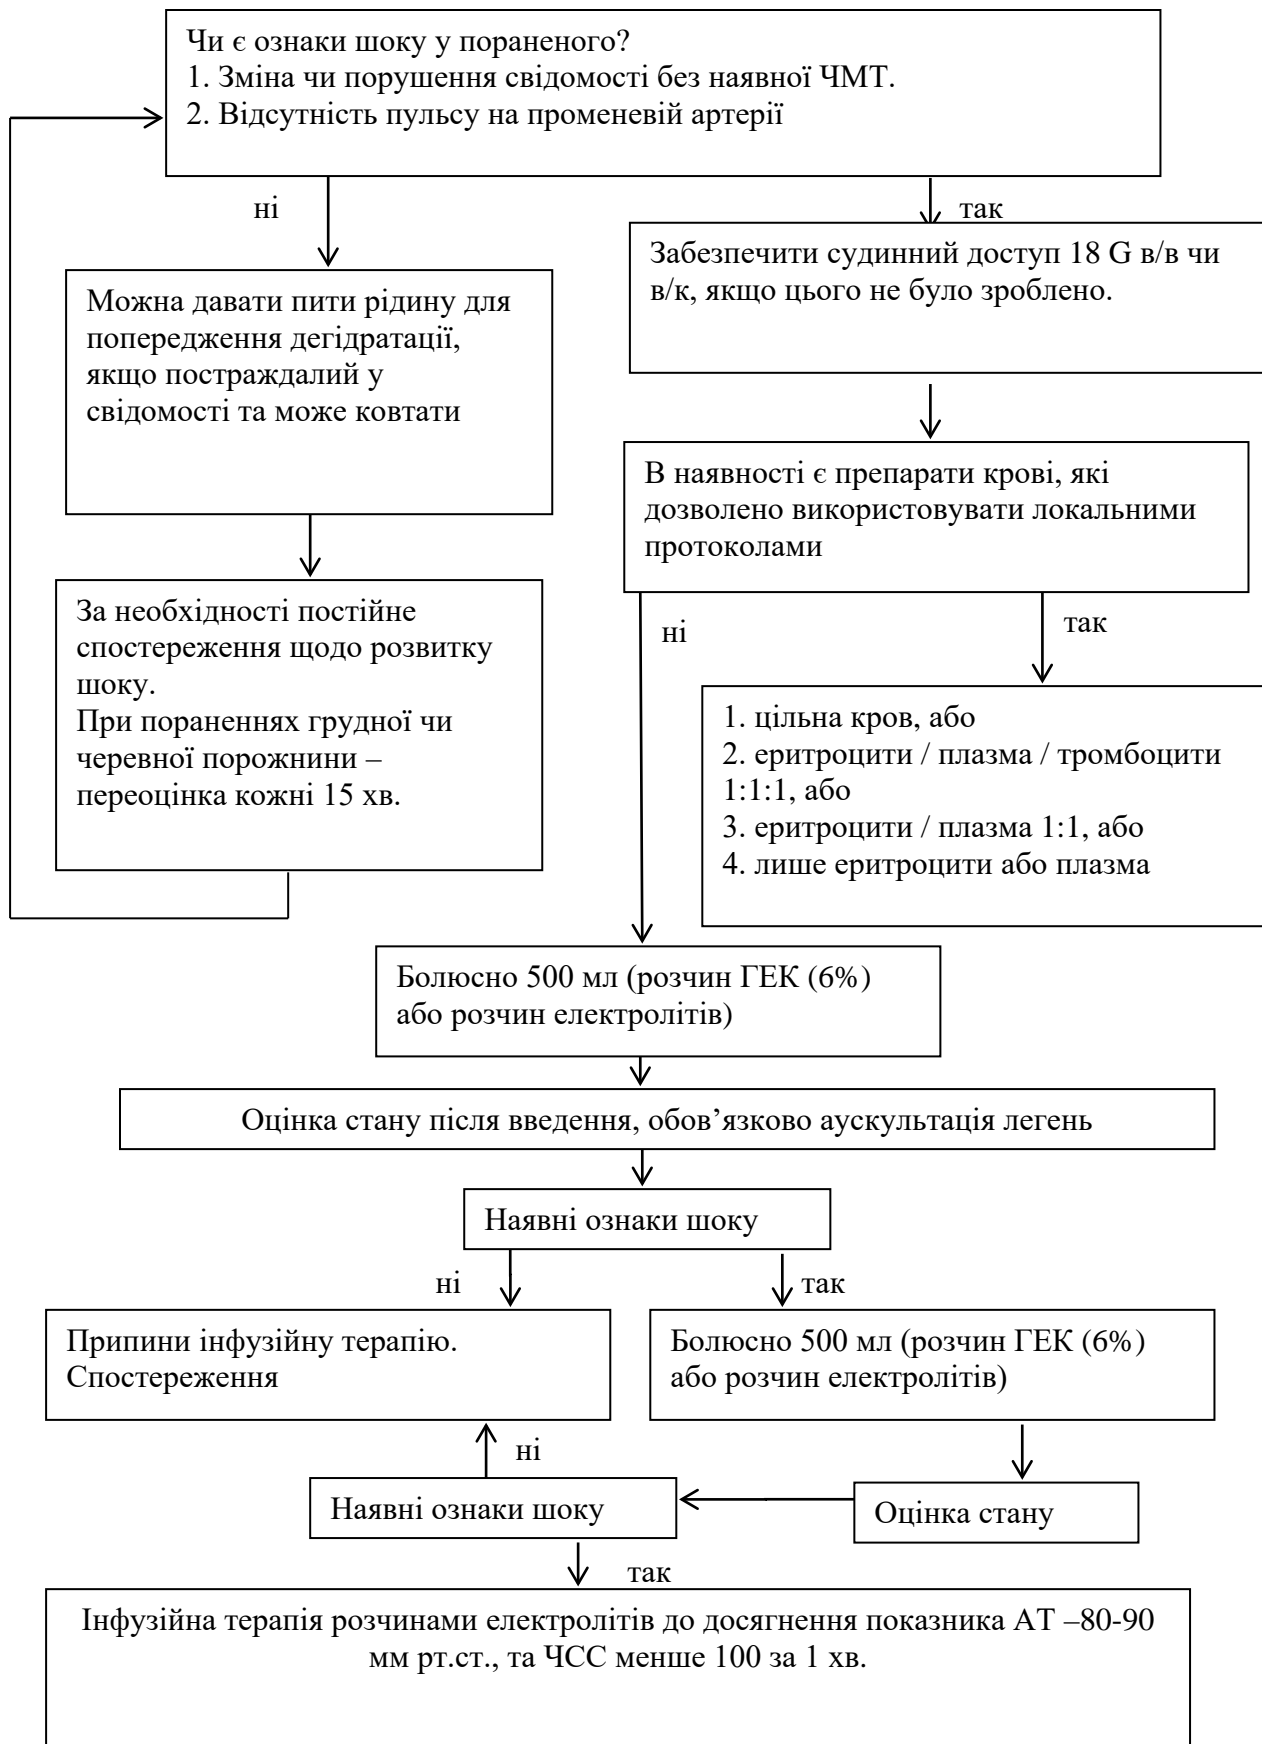 Чи є ознаки шоку у пораненого?
1. Зміна чи порушення свідомості без наявної ЧМТ.
2. Відсутність пульсу на променевій артерії
ні
так
Забезпечити судинний доступ 18 G в/в чи
в/к, якщо цього не було зроблено.
Можна давати пити рідину для
попередження дегідратації,
якщо постраждалий у
свідомості та може ковтати
В наявності є препарати крові, які
дозволено використовувати локальними
протоколами
За необхідності постійне
спостереження щодо розвитку
шоку.
При пораненнях грудної чи
черевної порожнини –
переоцінка кожні 15 хв.
ні
так
1. цільна кров, або
2. еритроцити / плазма / тромбоцити
1:1:1, або
3. еритроцити / плазма 1:1, або
4. лише еритроцити або плазма
Болюсно 500 мл (розчин ГЕК (6%)
або розчин електролітів)
Оцінка стану після введення, обов’язково аускультація легень
Наявні ознаки шоку
ні
так
Припини інфузійну терапію.
Спостереження
Болюсно 500 мл (розчин ГЕК (6%)
або розчин електролітів)
ні
Наявні ознаки шоку
Оцінка стану
так
Інфузійна терапія розчинами електролітів до досягнення показника АТ –80-90
мм рт.ст., та ЧСС менше 100 за 1 хв.